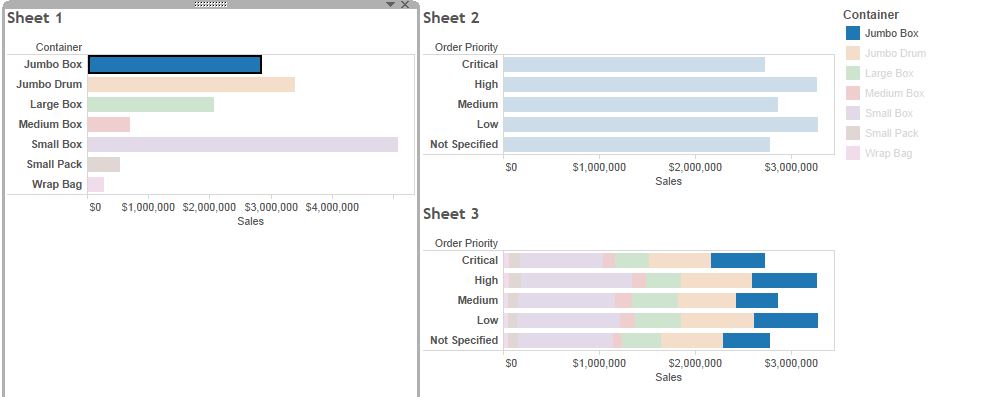 Sheet 1
Container
Jumbo Box
Jumbo Drum
Large Box
Medium Box
Small Box
Small Pack
Wrap Bag
$0 $1,000,000 $2,000,000 $3,000,000 $4,000,000
Sales
Sheet 2
Order Priority
Critical
High
Medium
Low
Not Specified
$0 $1,000,000 $2,000,000 $3,000,000
Sales
Sheet 3
Order Priority
Critical
High
Medium
Low
Not Specified
$0 $1,000,000 $2,000,000 $3,000,000
Sales
Container
Jumbo Box
Jumbo Drum
Large Box
Medium Box
Small Box
Small Pack
Wrap Bag